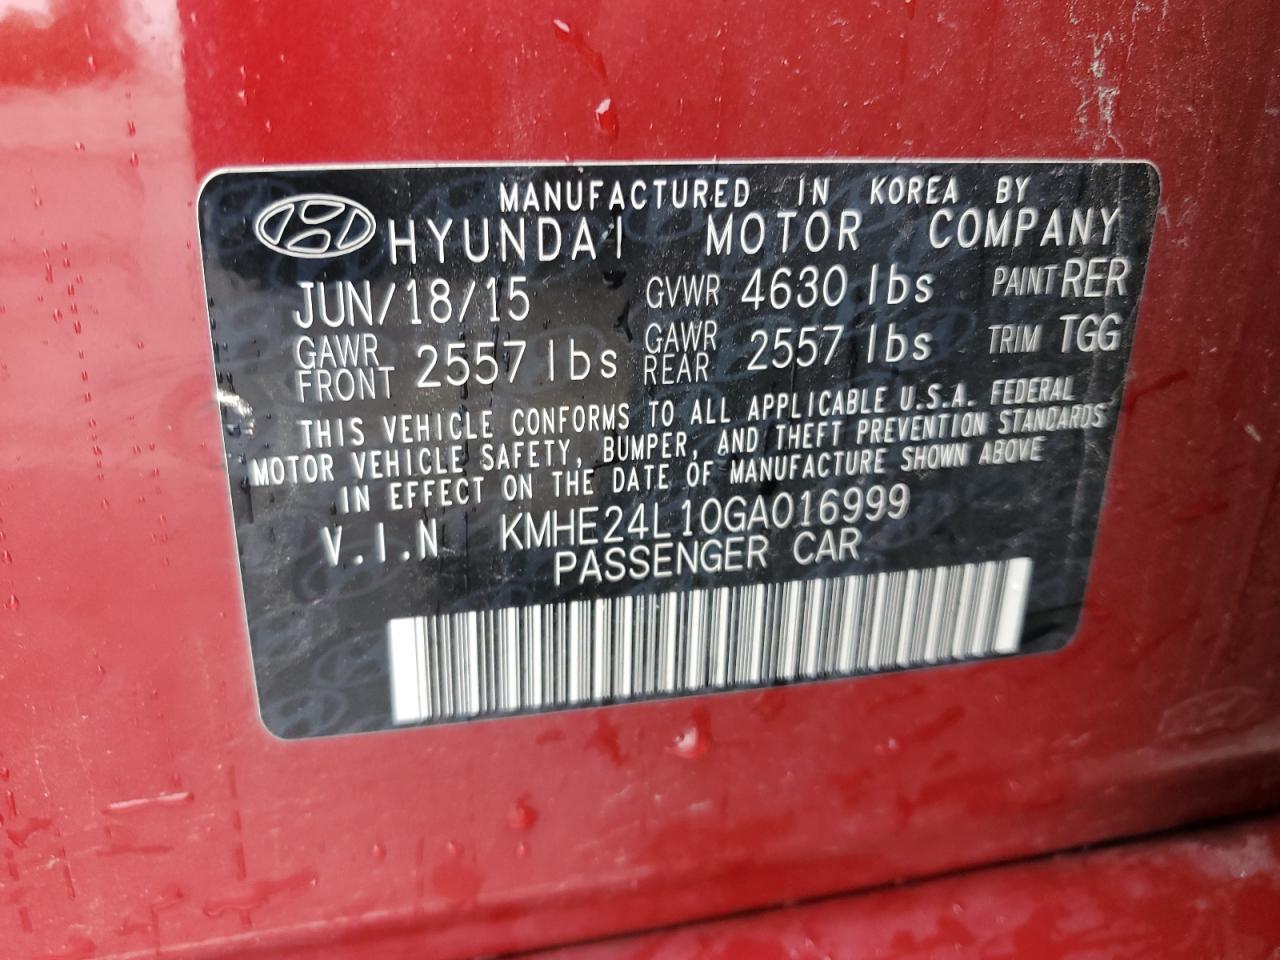 MANUFACTURED IN KOREA BY
HYUNDAI MOTOR COMPANY
JUN/18/15 GVWR 4630 lbs PAINT RER
GAWR FRONT 2557 lbs GAWR REAR 2557 lbs TRIM TGG
THIS VEHICLE CONFORMS TO ALL APPLICABLE U.S.A. FEDERAL
MOTOR VEHICLE SAFETY, BUMPER, AND THEFT PREVENTION STANDARDS
IN EFFECT ON THE DATE OF MANUFACTURE SHOWN ABOVE
V.I.N KMHE24L10GA016999
PASSENGER CAR